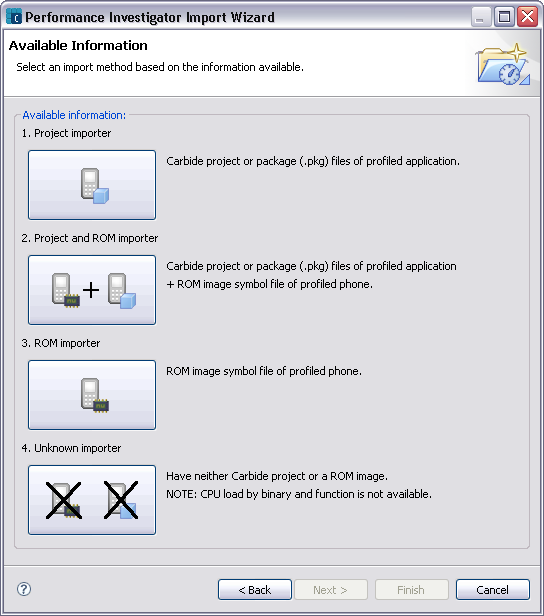 Performance Investigator Import Wizard
Available Information
Select an import method based on the information available.
Available information:
1. Project importer
Carbide project or package (.pkg) files of profiled application.
2. Project and ROM importer
Carbide project or package (.pkg) files of profiled application
+ ROM image symbol file of profiled phone.
+
3. ROM importer
ROM image symbol file of profiled phone.
4. Unknown importer
Have neither Carbide project or a ROM image.
NOTE: CPU load by binary and function is not available.
?
< Back
Next >
Finish
Cancel